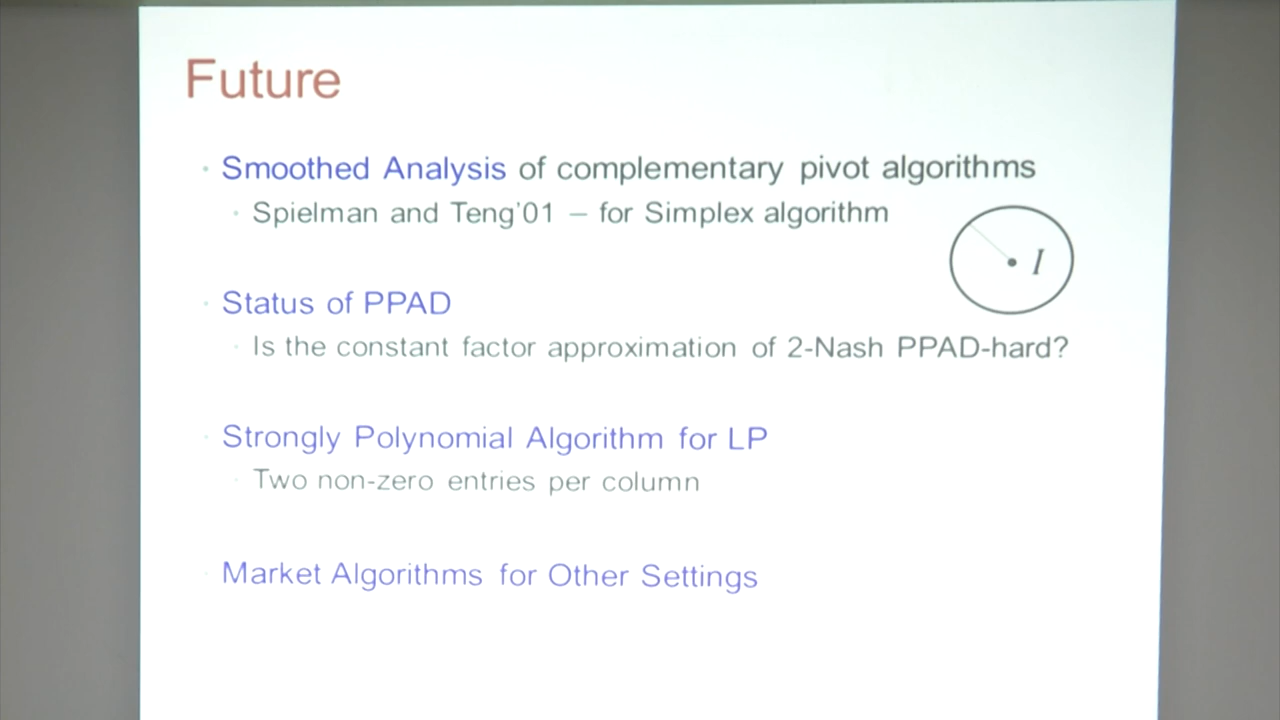 Future
· Smoothed Analysis of complementary pivot algorithms
· Spielman and Teng'01 – for Simplex algorithm
I
· Status of PPAD
· Is the constant factor approximation of 2-Nash PPAD-hard?
· Strongly Polynomial Algorithm for LP
· Two non-zero entries per column
· Market Algorithms for Other Settings